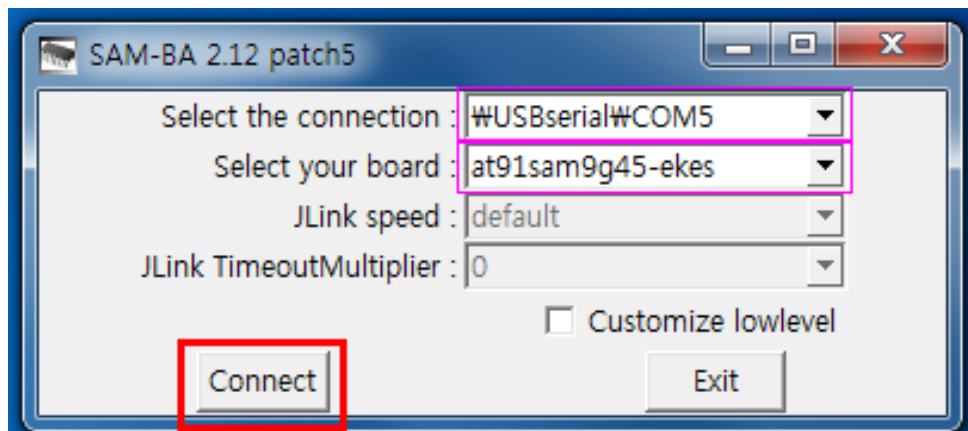 SAM-BA 2.12 patch5
Select the connection : ₩USBserial₩COM5
Select your board : at91sam9g45-ekes
JLink speed : default
JLink TimeoutMultiplier : 0
Customize lowlevel
Connect Exit